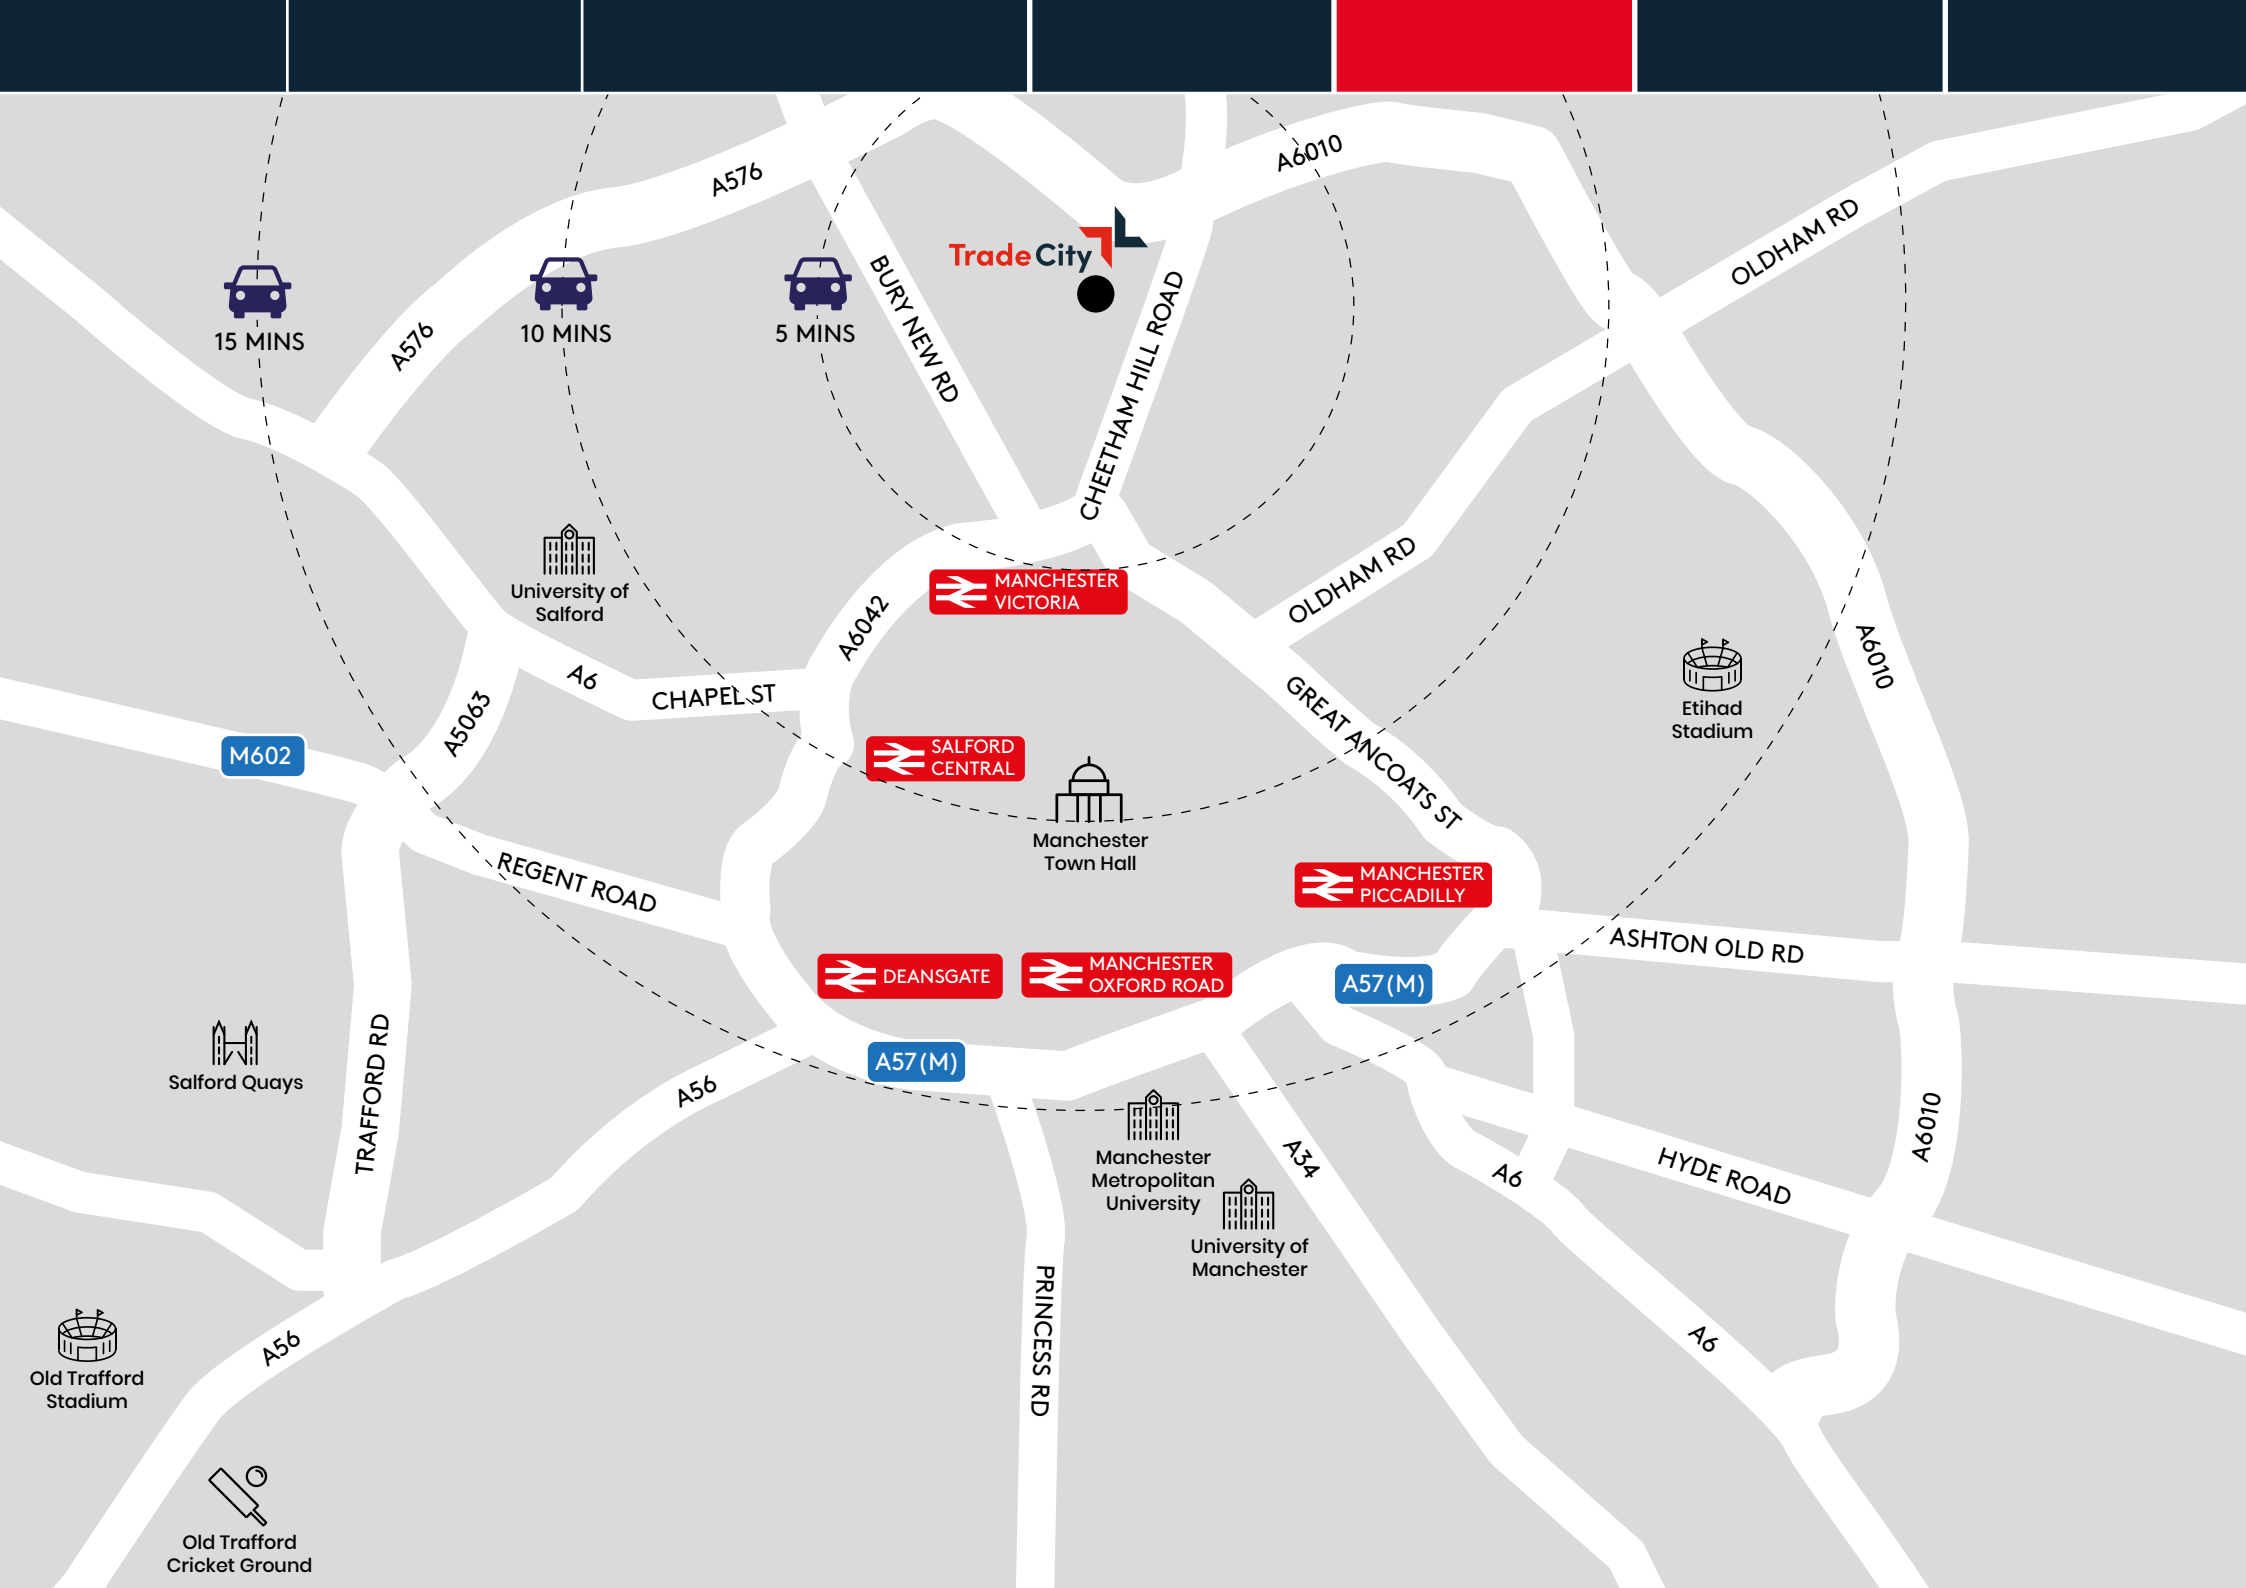 A576
A6010
OLDHAM RD
TradeCity
BURY NEW RD
CHEETHAM HILL ROAD
15 MINS
10 MINS
5 MINS
A576
University of
Salford
MANCHESTER
VICTORIA
OLDHAM RD
A6042
A6
CHAPEL ST
A5063
M602
SALFORD
CENTRAL
GREAT ANCOATS ST
A6010
Etihad
Stadium
Manchester
Town Hall
REGENT ROAD
MANCHESTER
PICCADILLY
ASHTON OLD RD
DEANSGATE
MANCHESTER
OXFORD ROAD
A57(M)
A57(M)
Salford Quays
TRAFFORD RD
A56
Manchester
Metropolitan
University
A34
A6
HYDE ROAD
A6010
University of
Manchester
PRINCESS RD
A6
A56
Old Trafford
Stadium
Old Trafford
Cricket Ground